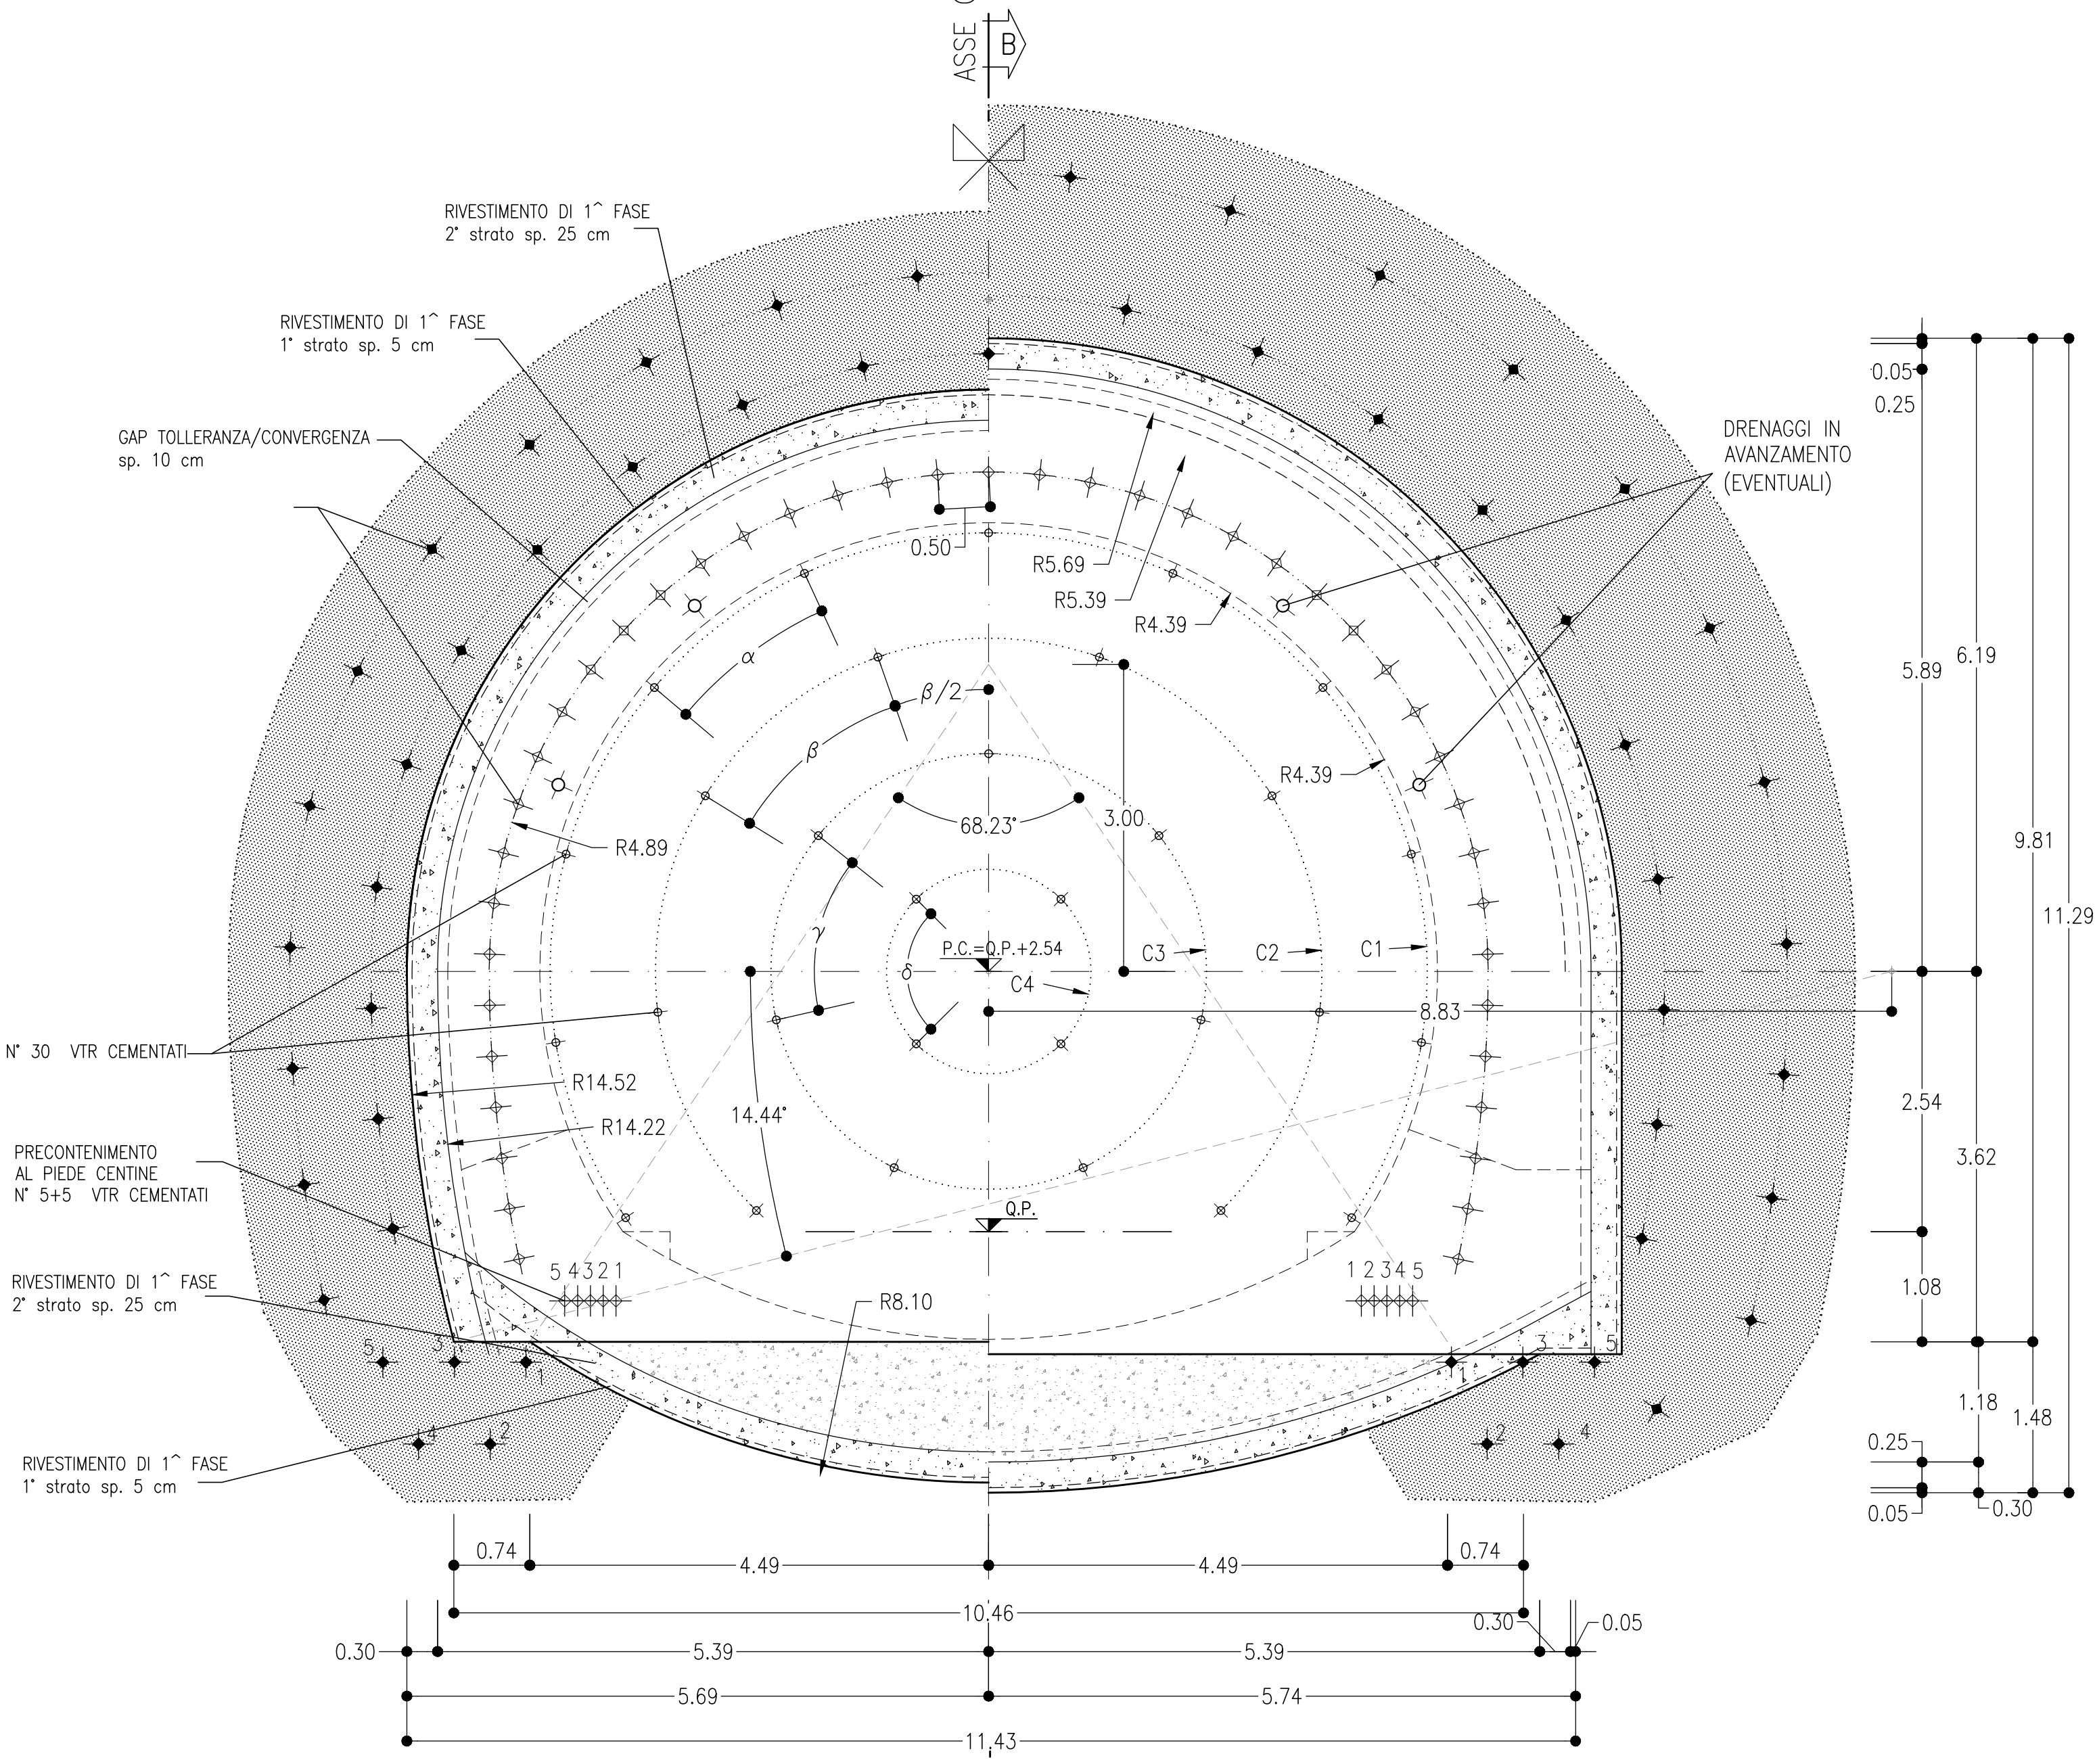 ASSE
B
RIVESTIMENTO DI 1^ FASE
2° strato sp. 25 cm
RIVESTIMENTO DI 1^ FASE
1° strato sp. 5 cm
GAP TOLLERANZA/CONVERGENZA
sp. 10 cm
DRENAGGI IN
AVANZAMENTO
(EVENTUALI)
0.05
0.25
0.50
R5.69
R5.39
R4.39
α
β/2
β
R4.39
3.00
68.23°
R4.89
5.89
6.19
9.81
11.29
γ
δ
P.C.=Q.P.+2.54
C4
C3
C2
C1
8.83
N° 30 VTR CEMENTATI
R14.52
R14.22
14.44°
2.54
3.62
PRECONTENIMENTO
AL PIEDE CENTINE
N° 5+5 VTR CEMENTATI
Q.P.
5 4 3 2 1
1 2 3 4 5
RIVESTIMENTO DI 1^ FASE
2° strato sp. 25 cm
R8.10
1.08
5
3
1
4
2
3
5
1
2
4
1.18
1.48
RIVESTIMENTO DI 1^ FASE
1° strato sp. 5 cm
0.25
0.05
0.30
0.74
4.49
4.49
0.74
10.46
0.30
0.05
0.30
5.39
5.39
5.69
5.74
11.43